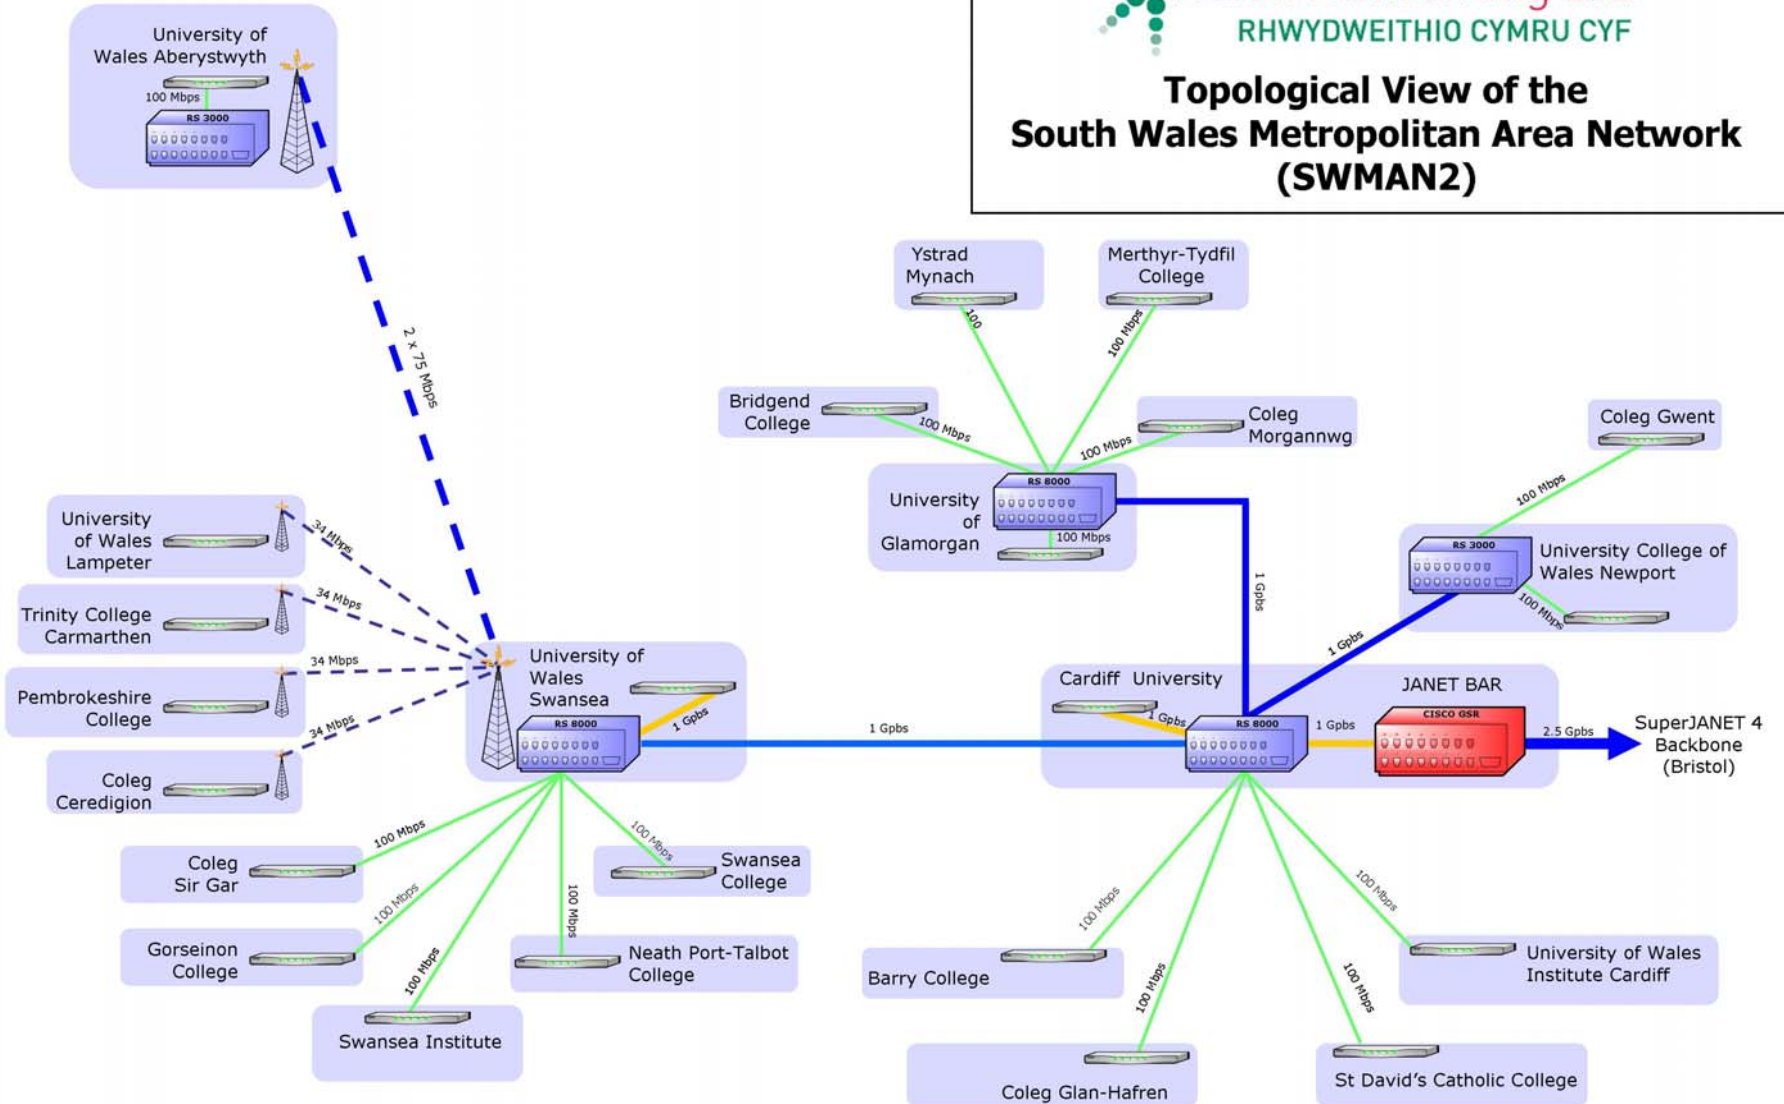 RHWYDWEITHIO CYMRU CYF
Topological View of the
South Wales Metropolitan Area Network
(SWMAN2)
University of
Wales Aberystwyth
100 Mbps
RS 3000
2 x 75 Mbps
Ystrad
Mynach
100
Merthyr-Tydfil
College
100 Mbps
Bridgend
College
100 Mbps
Coleg
Morgannwg
100 Mbps
RS 8000
University
of
Glamorgan
100 Mbps
1 Gpbs
Coleg Gwent
100 Mbps
RS 3000
University College of
Wales Newport
100 Mbps
1 Gpbs
University
of Wales
Lampeter
34 Mbps
Trinity College
Carmarthen
34 Mbps
Pembrokeshire
College
34 Mbps
Coleg
Ceredigion
34 Mbps
University of
Wales
Swansea
1 Gpbs
RS 8000
1 Gpbs
Cardiff University
1 Gpbs
RS 8000
1 Gpbs
JANET BAR
CISCO GSR
2.5 Gpbs
SuperJANET 4
Backbone
(Bristol)
Coleg
Sir Gar
100 Mbps
Gorseinon
College
100 Mbps
Swansea Institute
100 Mbps
Neath Port-Talbot
College
100 Mbps
Swansea
College
100 Mbps
Barry College
100 Mbps
Coleg Glan-Hafren
100 Mbps
St David's Catholic College
100 Mbps
University of Wales
Institute Cardiff
100 Mbps